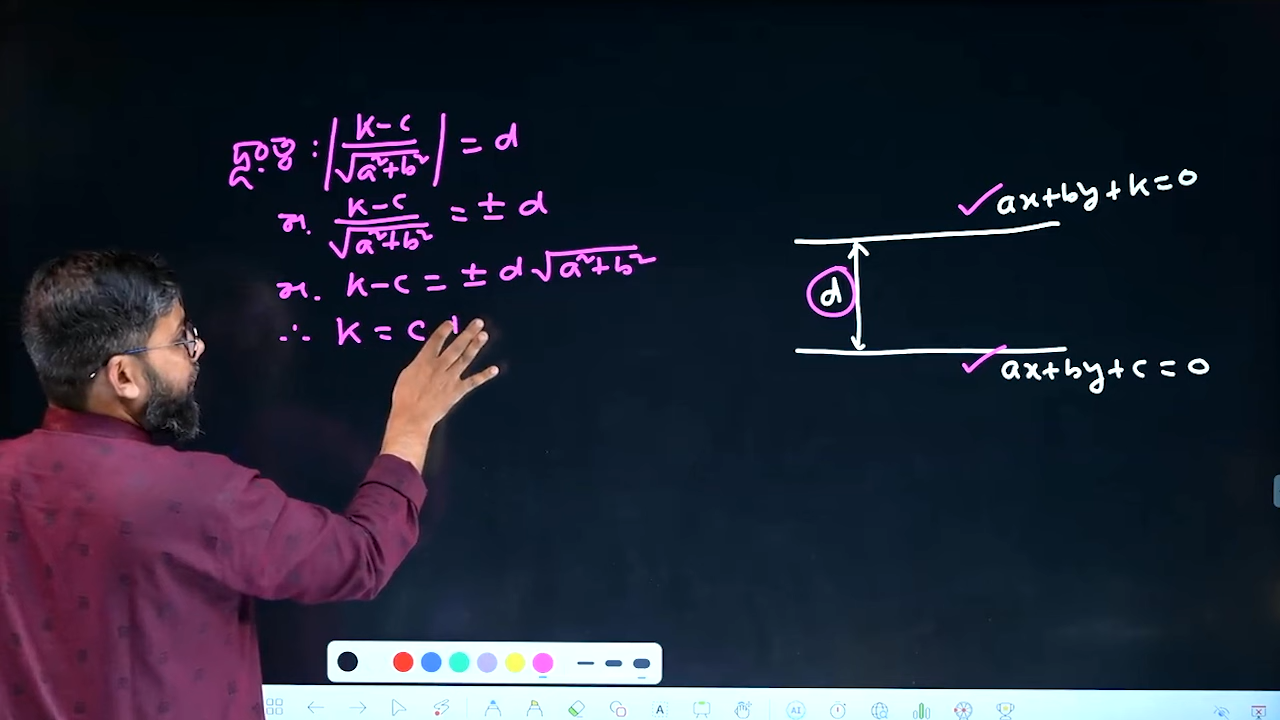 দূরত্ব : |(K-c)/√(a²+b²)| = d
বা, (K-c)/√(a²+b²) = ± d
বা, K-c = ± d√(a²+b²)
∴ K = c
ax+by+k=0
d
ax+by+c=0